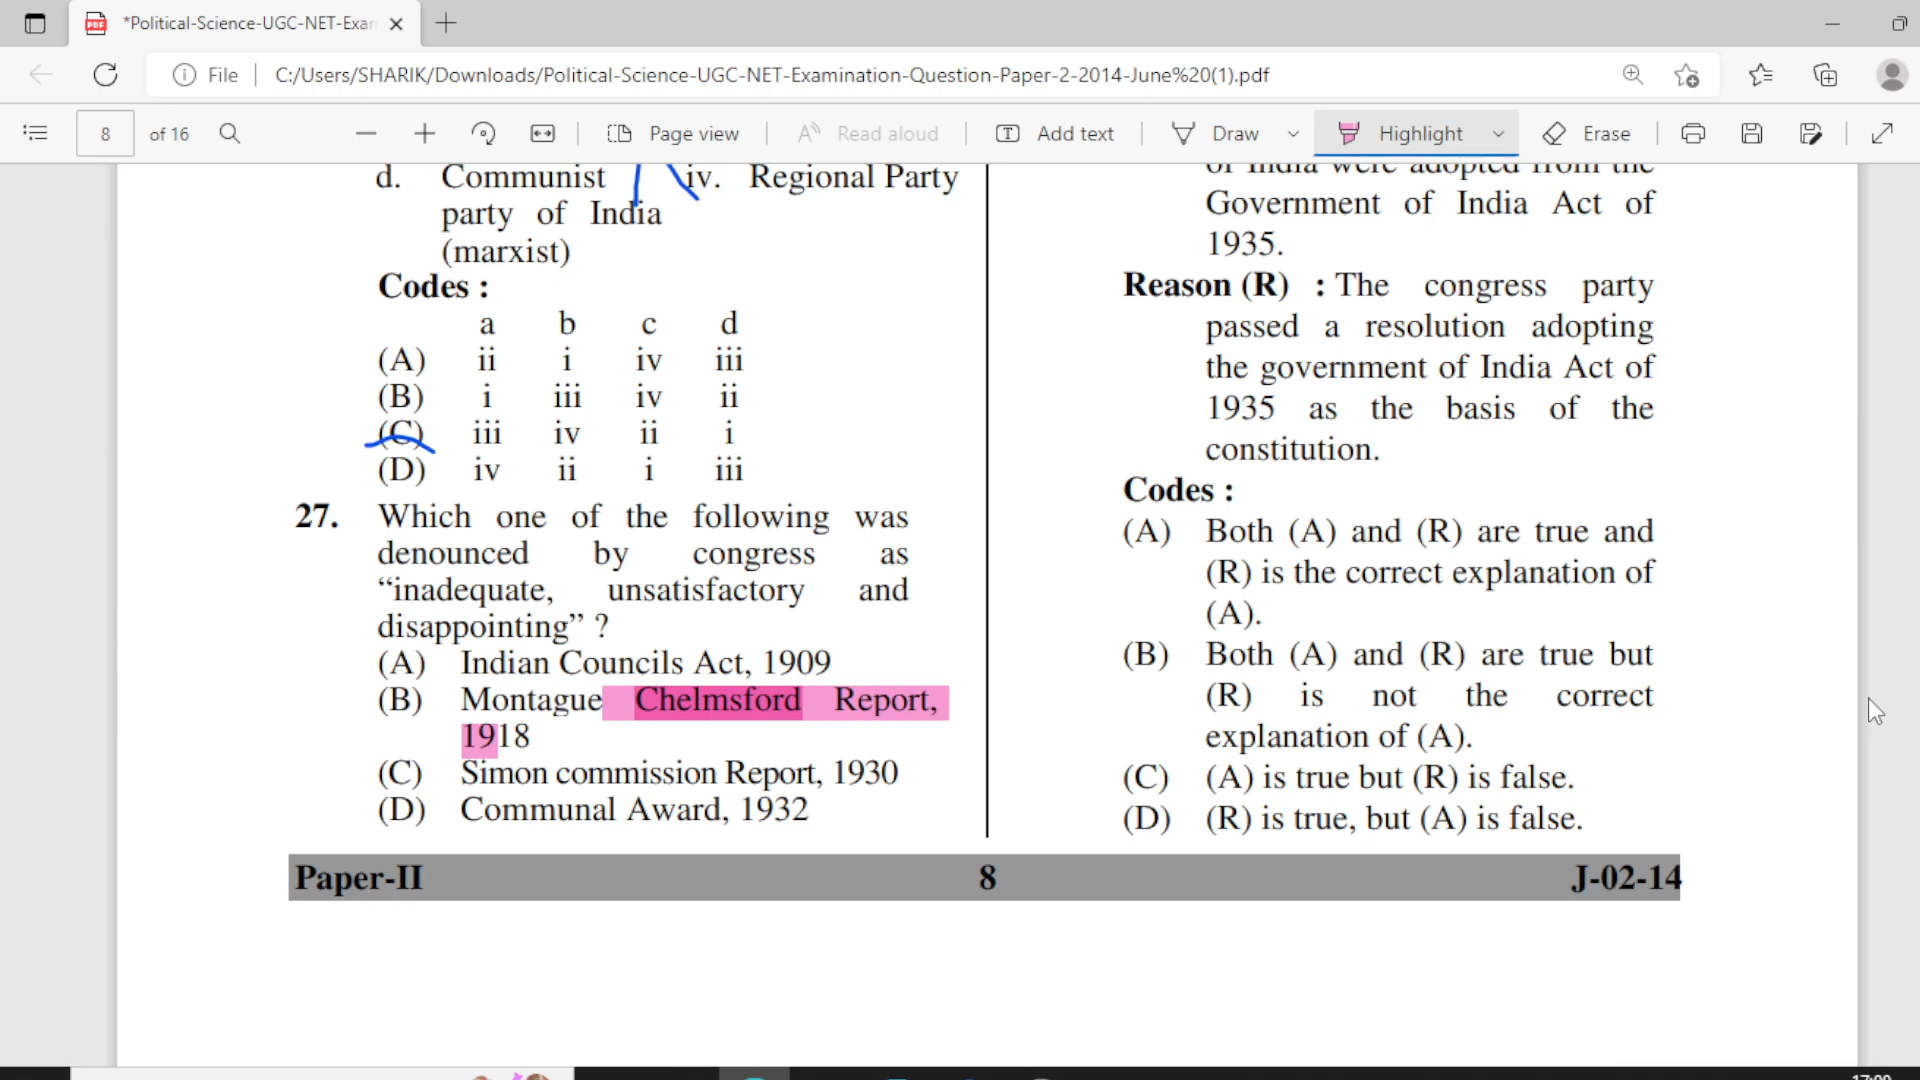 *Political-Science-UGC-NET-Exan
File
C:/Users/SHARIK/Downloads/Political-Science-UGC-NET-Examination-Question-Paper-2-2014-June%20(1).pdf
8 of 16
Page view
Read aloud
Add text
Draw
Highlight
Erase
d. Communist iv. Regional Party
party of India
(marxist)
Codes :
a b c d
(A) ii i iv iii
(B) i iii iv ii
(C) iii iv ii i
(D) iv ii i iii
27. Which one of the following was
denounced by congress as
“inadequate, unsatisfactory and
disappointing” ?
(A) Indian Councils Act, 1909
(B) Montague Chelmsford Report,
1918
(C) Simon commission Report, 1930
(D) Communal Award, 1932
of India were adopted from the
Government of India Act of
1935.
Reason (R) : The congress party
passed a resolution adopting
the government of India Act of
1935 as the basis of the
constitution.
Codes :
(A) Both (A) and (R) are true and
(R) is the correct explanation of
(A).
(B) Both (A) and (R) are true but
(R) is not the correct
explanation of (A).
(C) (A) is true but (R) is false.
(D) (R) is true, but (A) is false.
Paper-II 8 J-02-14